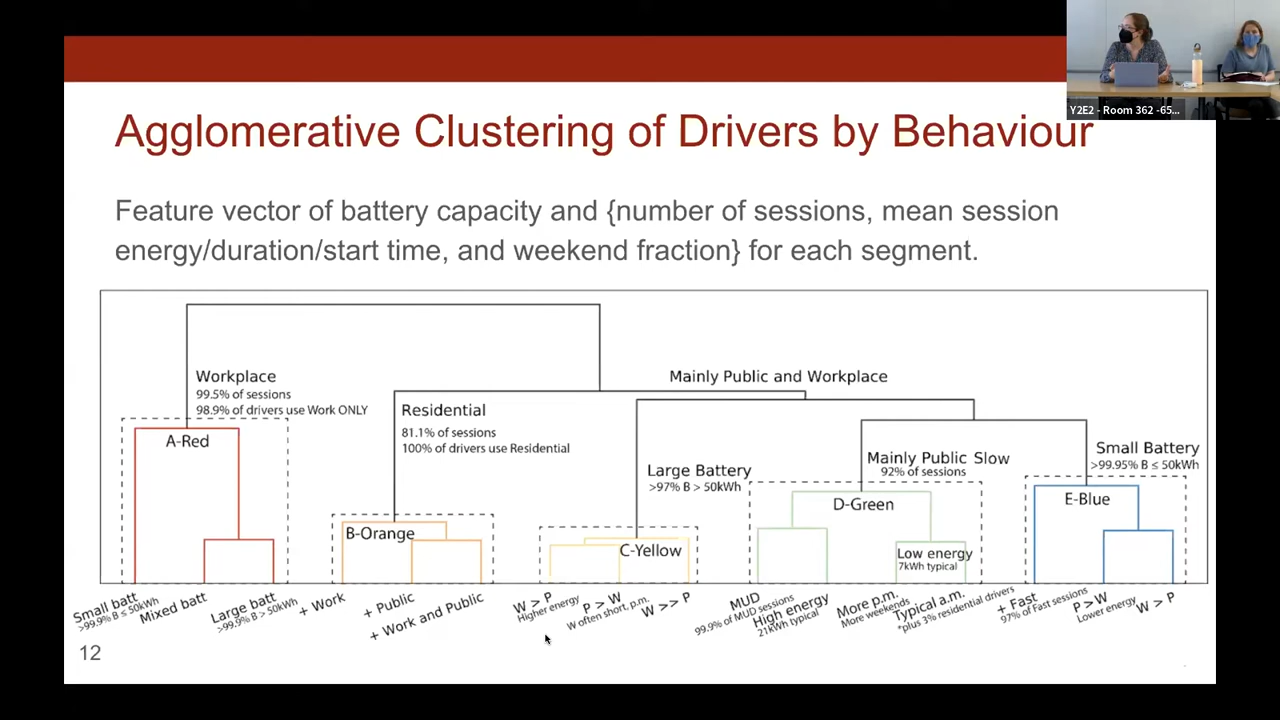 Y2E2 - Room 362 -65...
Agglomerative Clustering of Drivers by Behaviour
Feature vector of battery capacity and {number of sessions, mean session
energy/duration/start time, and weekend fraction} for each segment.
Workplace
99.5% of sessions
98.9% of drivers use Work ONLY
A-Red
Residential
81.1% of sessions
100% of drivers use Residential
B-Orange
Mainly Public and Workplace
Large Battery
>97% B > 50kWh
C-Yellow
Mainly Public Slow
92% of sessions
D-Green
Low energy
7kWh typical
Small Battery
>99.95% B ≤ 50kWh
E-Blue
Small batt
>99.9% B ≤ 50kWh
Mixed batt
Large batt
>99.9% B > 50kWh
+ Work
+ Public
+ Work and Public
W > P
Higher energy
P > W
W often short, p.m.
W >> P
MUD
99.9% of MUD sessions
High energy
21kWh typical
More p.m.
More weekends
Typical a.m.
*plus 3% residential drivers
+ Fast
97% of Fast sessions
P > W
Lower energy
W > P
12